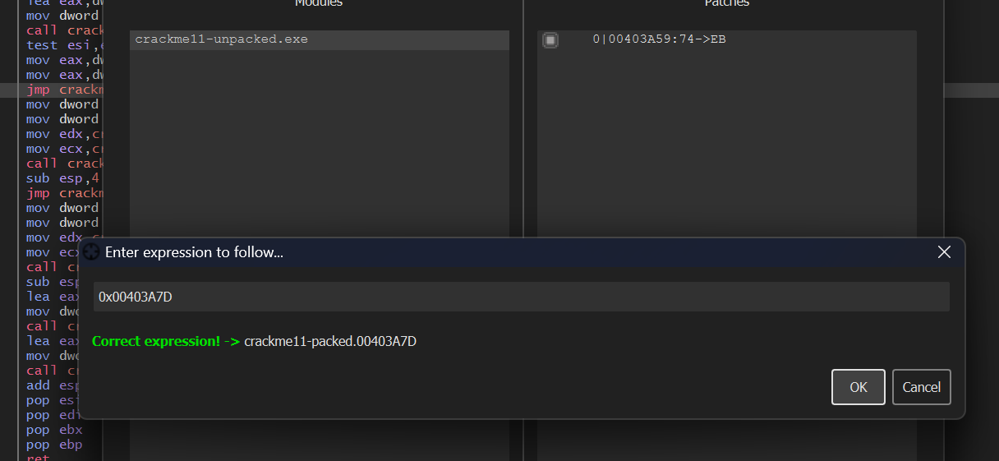 Modules
Patches
lea eax,dw
mov dword
call crack
test esi,e
mov eax,dw
mov eax,dw
jmp crackm
mov dword
mov dword
mov edx,cr
mov ecx,cr
call crack
sub esp,4
jmp crackm
mov dword
mov dword
mov edx,cr
mov ecx
call cr
sub esp
lea eax
mov dwo
call cr
lea eax
mov dwo
call cr
add esp
pop esi
pop edi
pop ebx
pop ebp
ret
crackme11-unpacked.exe
0|00403A59:74->EB
Enter expression to follow...
0x00403A7D
Correct expression! -> crackme11-packed.00403A7D
OK
Cancel